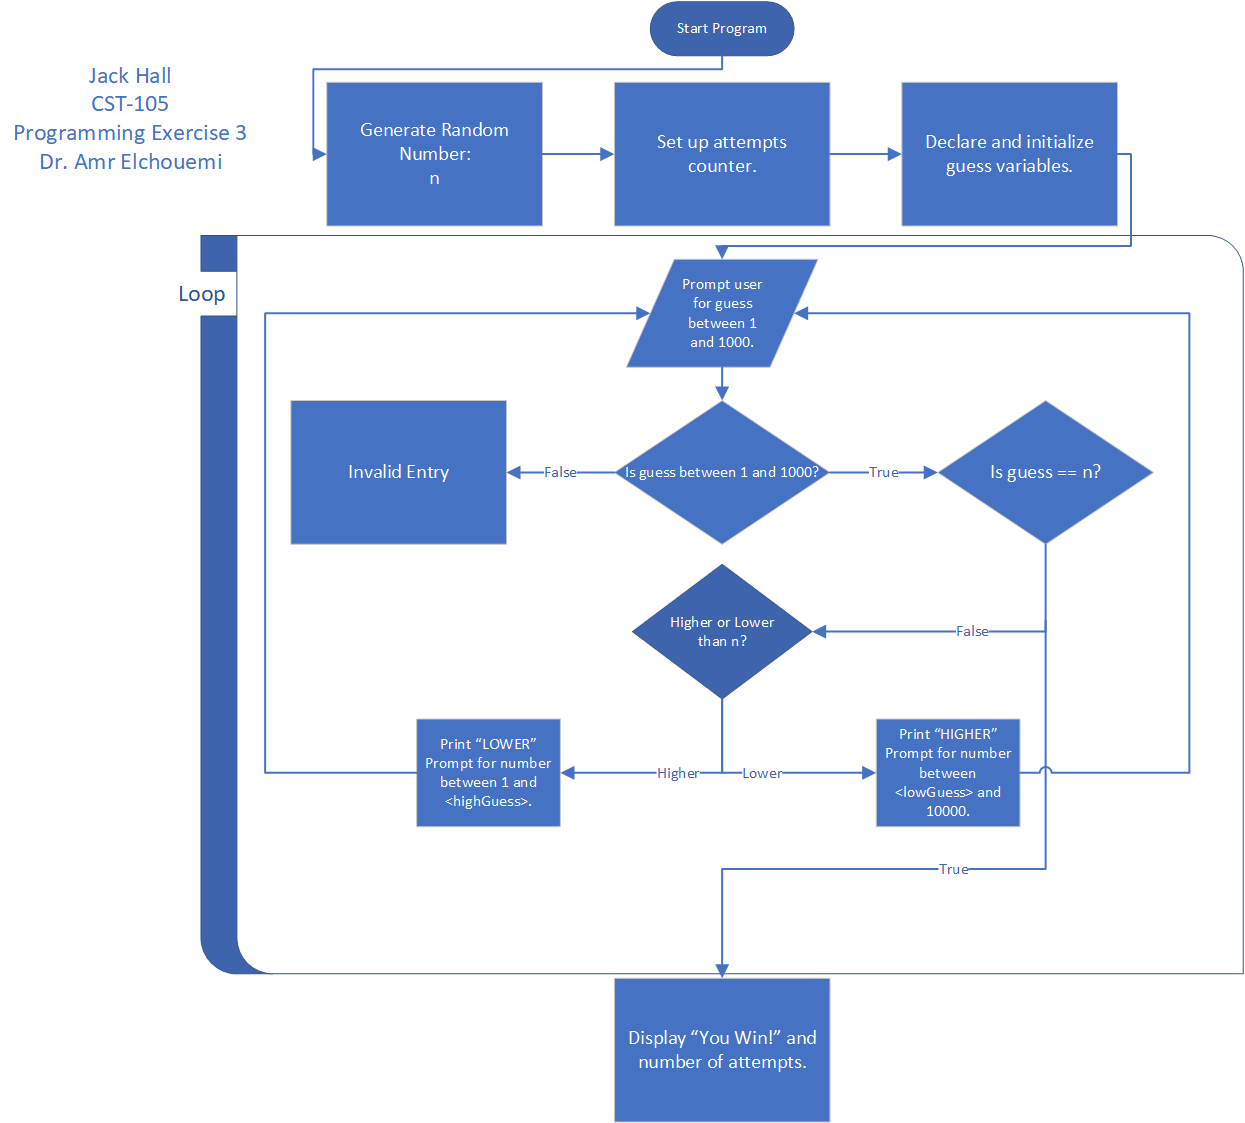 Start Program
Jack Hall
CST-105
Programming Exercise 3
Dr. Amr Elchouemi
Generate Random
Number:
n
Set up attempts
counter.
Declare and initialize
guess variables.
Loop
Prompt user
for guess
between 1
and 1000.
Invalid Entry
False
Is guess between 1 and 1000?
True
Is guess == n?
Higher or Lower
than n?
False
Print “LOWER”
Prompt for number
between 1 and
<highGuess>.
Higher
Lower
Print “HIGHER”
Prompt for number
between
<lowGuess> and
10000.
True
Display “You Win!” and
number of attempts.